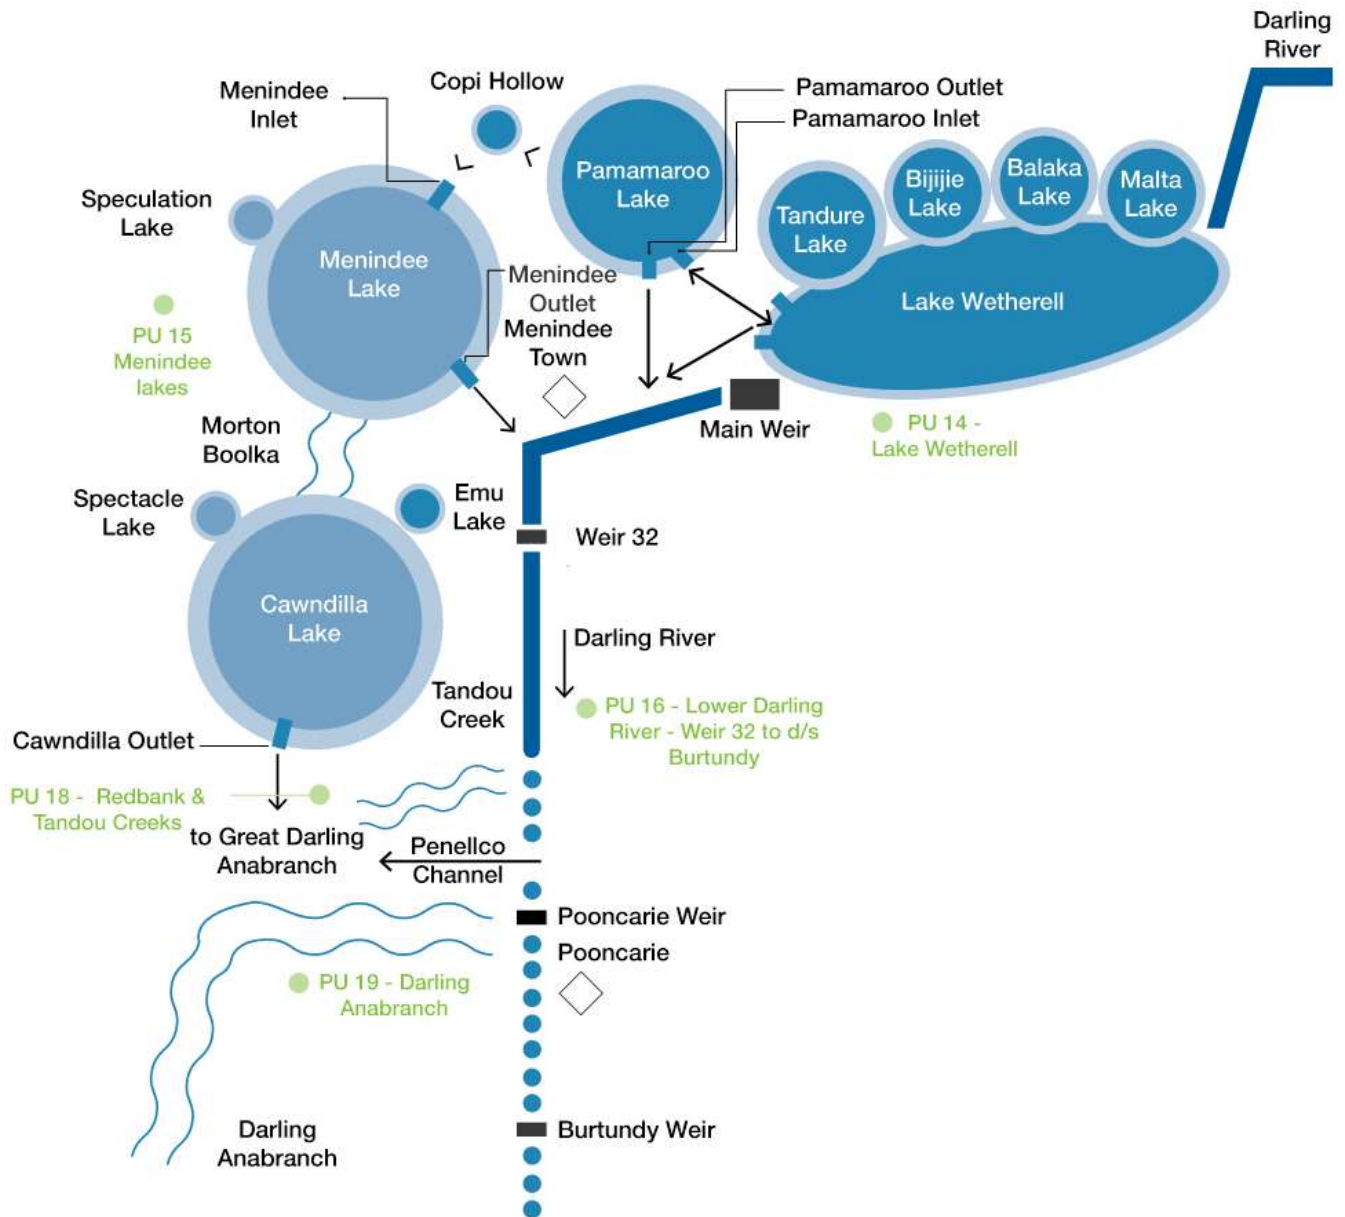 Darling
River
Copi Hollow
Menindee
Inlet
Pamamaroo Outlet
Pamamaroo Inlet
Pamamaroo
Lake
Tandure
Lake
Bijijie
Lake
Balaka
Lake
Malta
Lake
Speculation
Lake
Menindee
Lake
Menindee
Outlet
Menindee
Town
Lake Wetherell
PU 15
Menindee
lakes
Main Weir
PU 14 -
Lake Wetherell
Morton
Boolka
Spectacle
Lake
Emu
Lake
Weir 32
Cawndilla
Lake
Darling River
Tandou
Creek
PU 16 - Lower Darling
River - Weir 32 to d/s
Burtundy
Cawndilla Outlet
PU 18 - Redbank &
Tandou Creeks
to Great Darling
Anabranch
Penellco
Channel
Pooncarie Weir
Pooncarie
PU 19 - Darling
Anabranch
Darling
Anabranch
Burtundy Weir